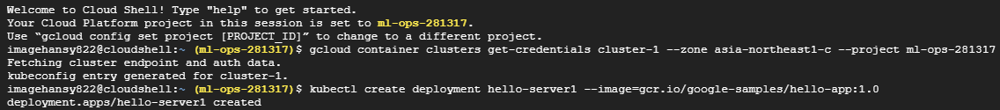 Welcome to Cloud Shell! Type "help" to get started.
Your Cloud Platform project in this session is set to ml-ops-281317.
Use “gcloud config set project [PROJECT_ID]” to change to a different project.
imagehansy822@cloudshell:~ (ml-ops-281317)$ gcloud container clusters get-credentials cluster-1 --zone asia-northeast1-c --project ml-ops-281317
Fetching cluster endpoint and auth data.
kubeconfig entry generated for cluster-1.
imagehansy822@cloudshell:~ (ml-ops-281317)$ kubectl create deployment hello-server1 --image=gcr.io/google-samples/hello-app:1.0
deployment.apps/hello-server1 created